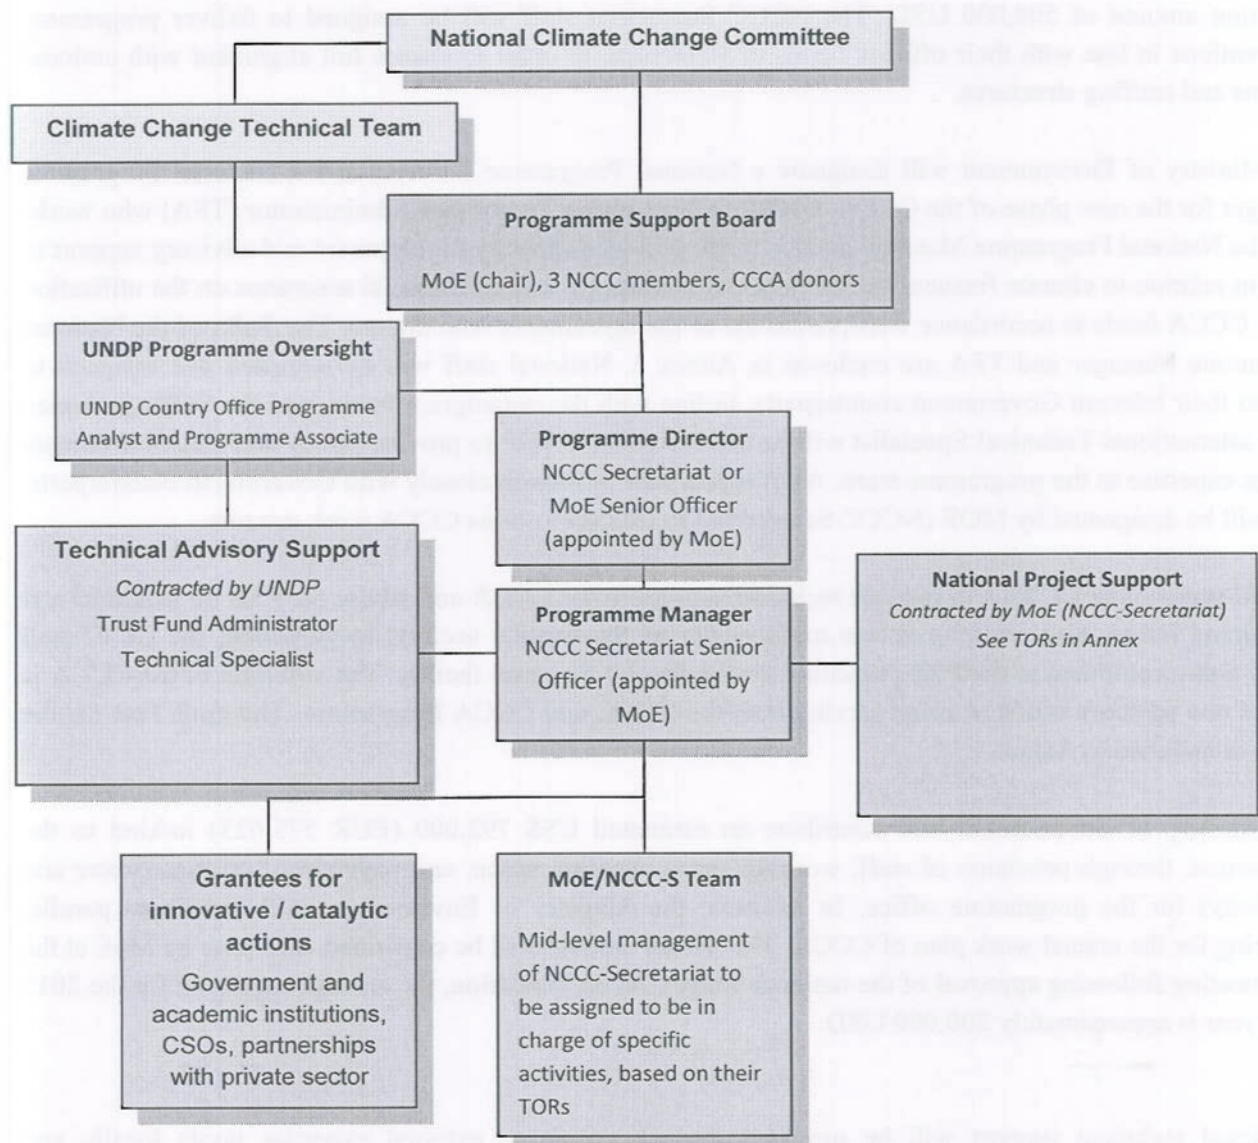 National Climate Change Committee
Climate Change Technical Team
Programme Support Board
MoE (chair), 3 NCCC members, CCCA donors
UNDP Programme Oversight
UNDP Country Office Programme
Analyst and Programme Associate
Programme Director
NCCC Secretariat or
MoE Senior Officer
(appointed by MoE)
Technical Advisory Support
Contracted by UNDP
Trust Fund Administrator
Technical Specialist
Programme Manager
NCCC Secretariat Senior
Officer (appointed by
MoE)
National Project Support
Contracted by MoE (NCCC-Secretariat)
See TORs in Annex
Grantees for
innovative / catalytic
actions
Government and
academic institutions,
CSOs, partnerships
with private sector
MoE/NCCC-S Team
Mid-level management
of NCCC-Secretariat to
be assigned to be in
charge of specific
activities, based on their
TORs